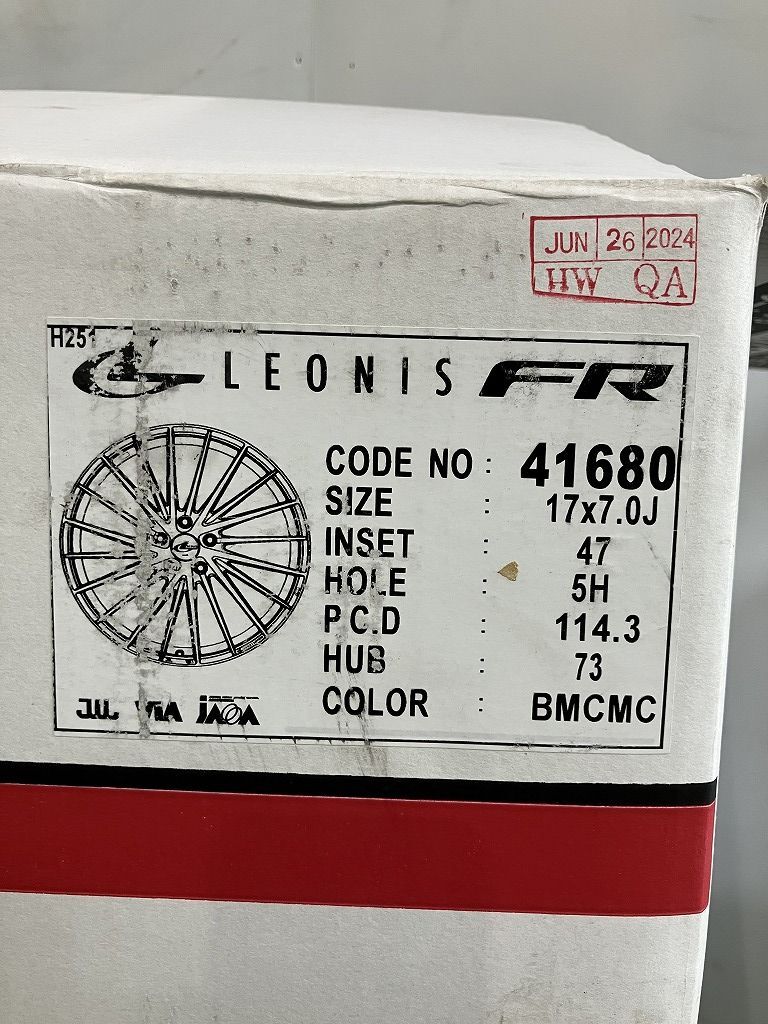 JUN 26 2024
HW QA
H251
LEONIS FR
CODE NO : 41680
SIZE : 17x7.0J
INSET : 47
HOLE : 5H
P.C.D : 114.3
HUB : 73
COLOR : BMCMC
JWL VIA JAWA